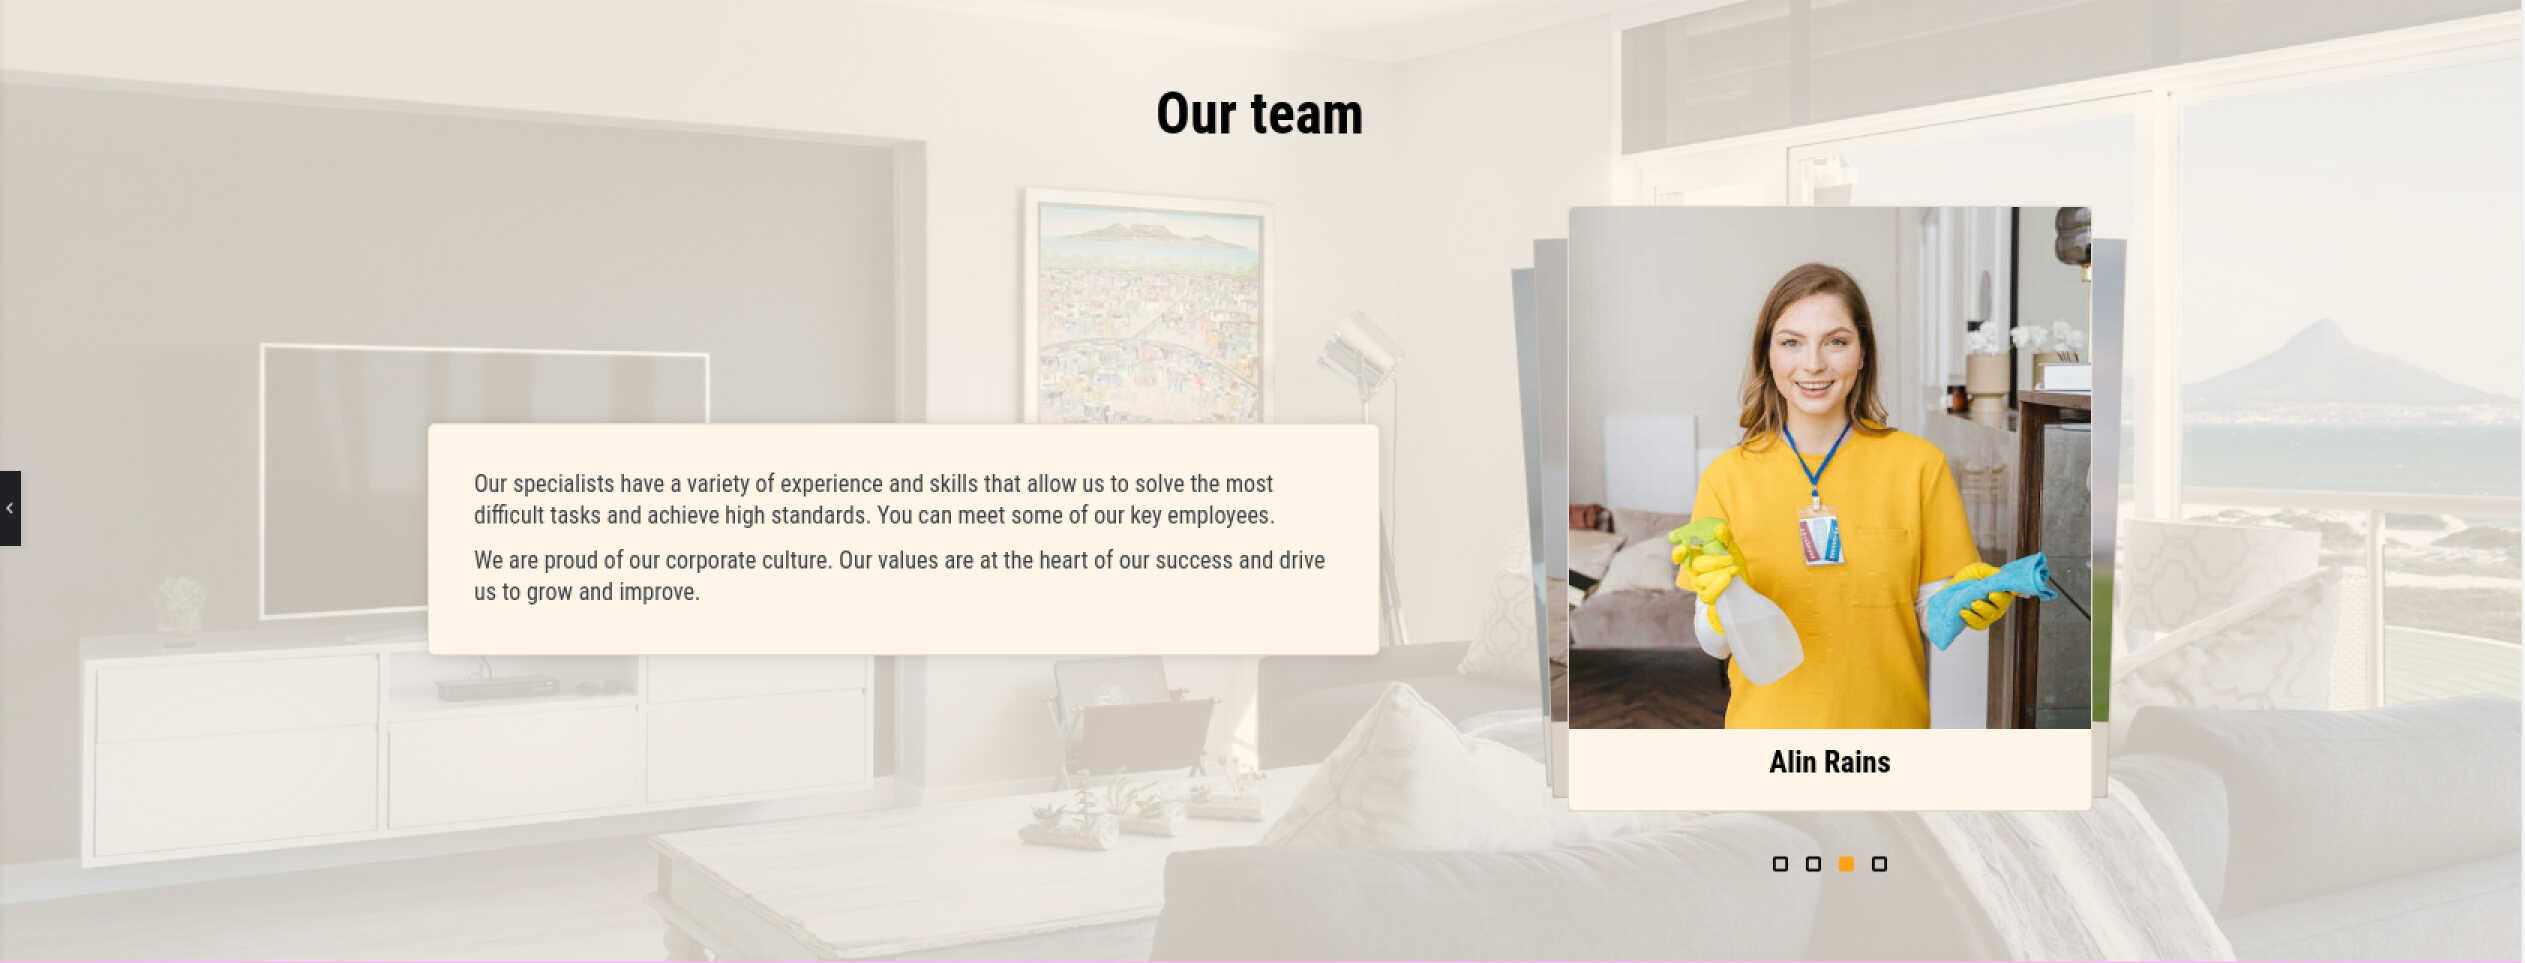 Our team
Our specialists have a variety of experience and skills that allow us to solve the most
difficult tasks and achieve high standards. You can meet some of our key employees.
We are proud of our corporate culture. Our values are at the heart of our success and drive
us to grow and improve.
Alin Rains